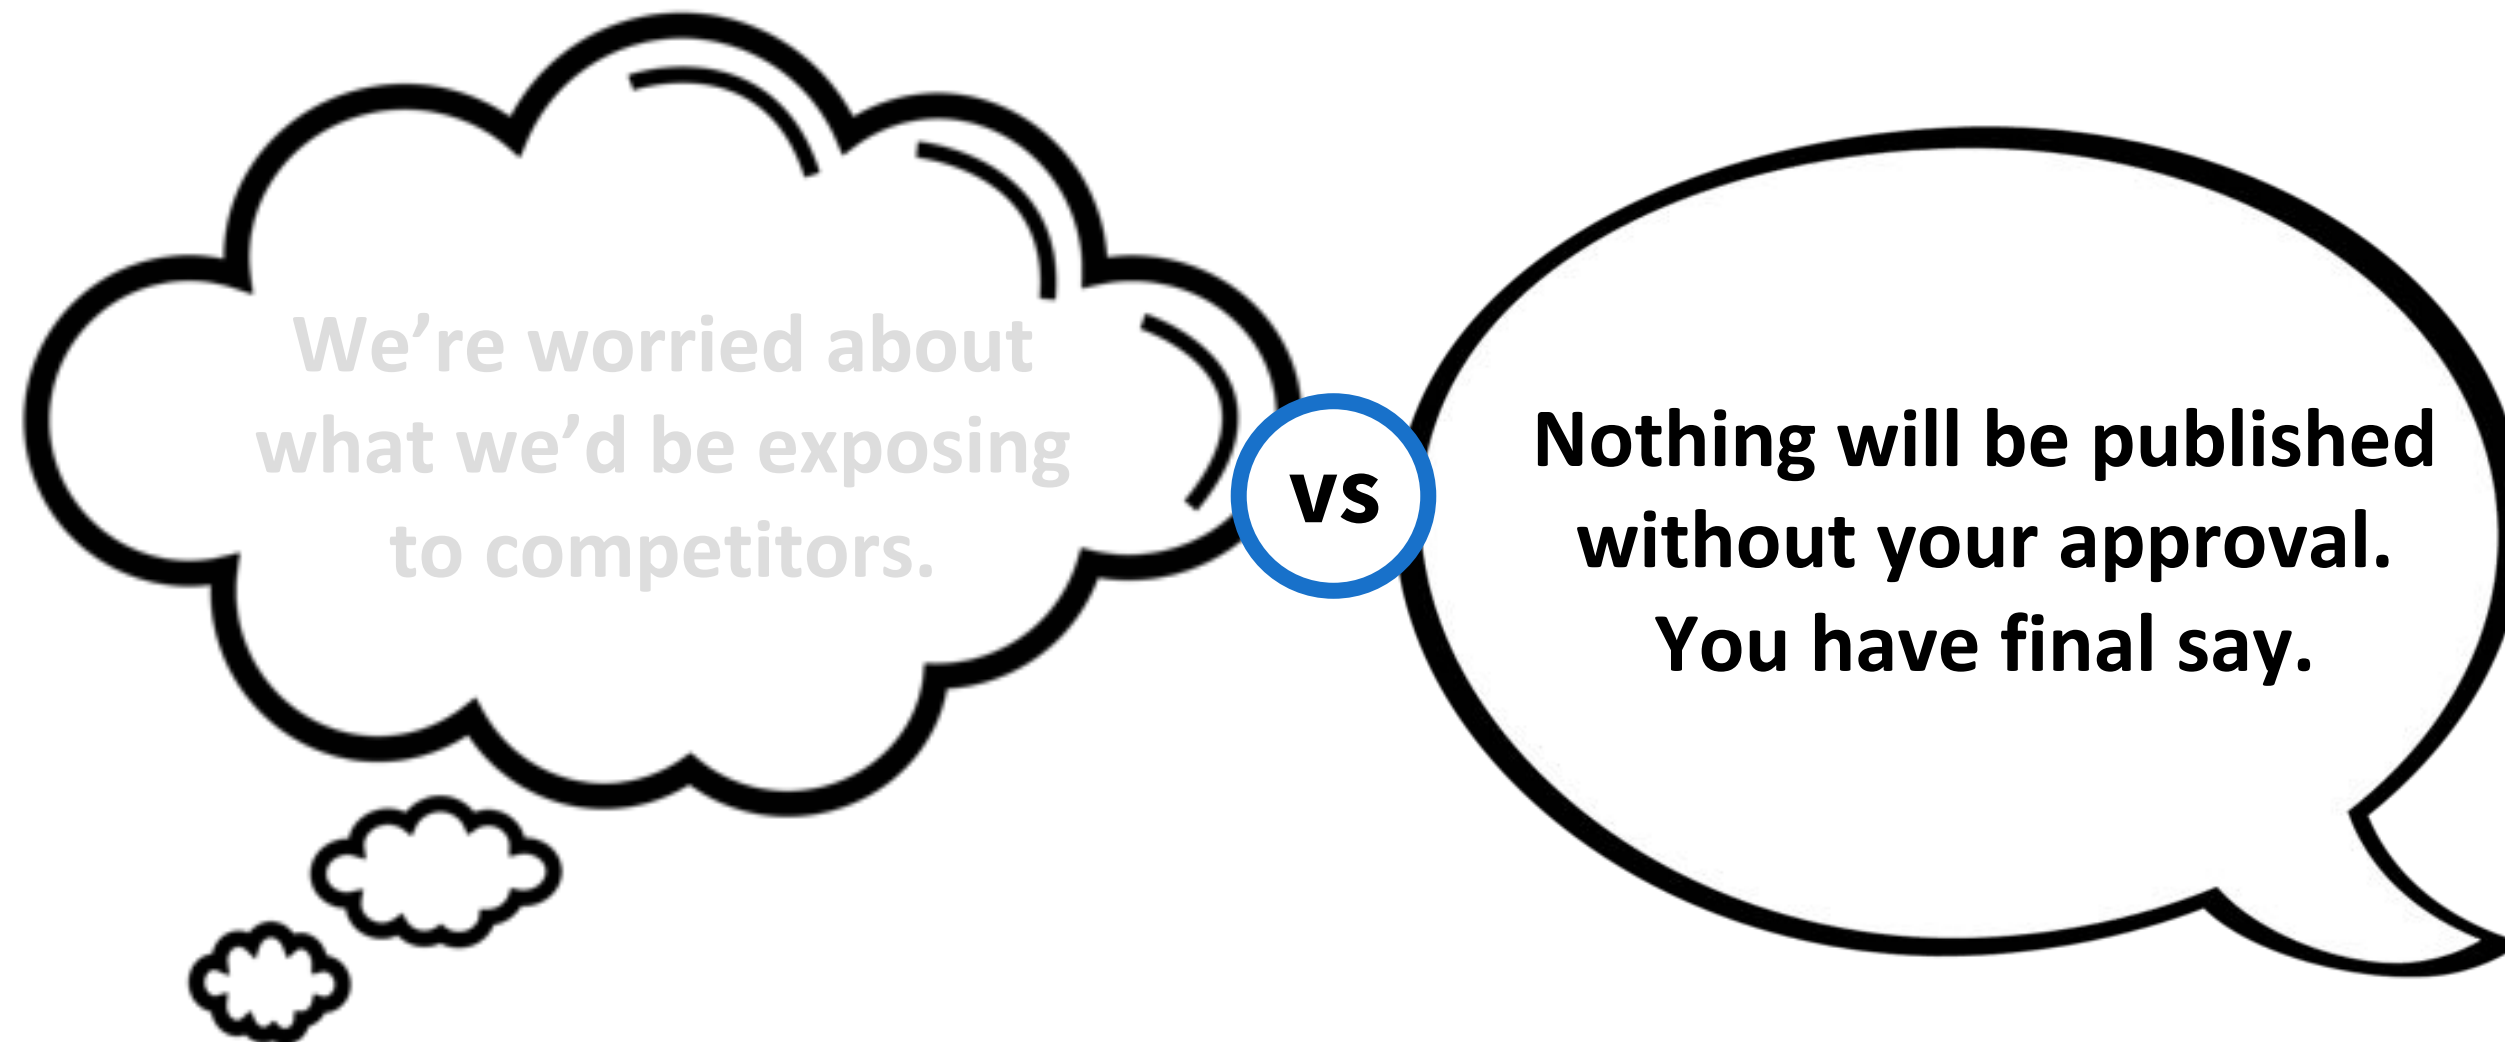 We’re worried about
what we’d be exposing
to competitors.
vs
Nothing will be published
without your approval.
You have final say.